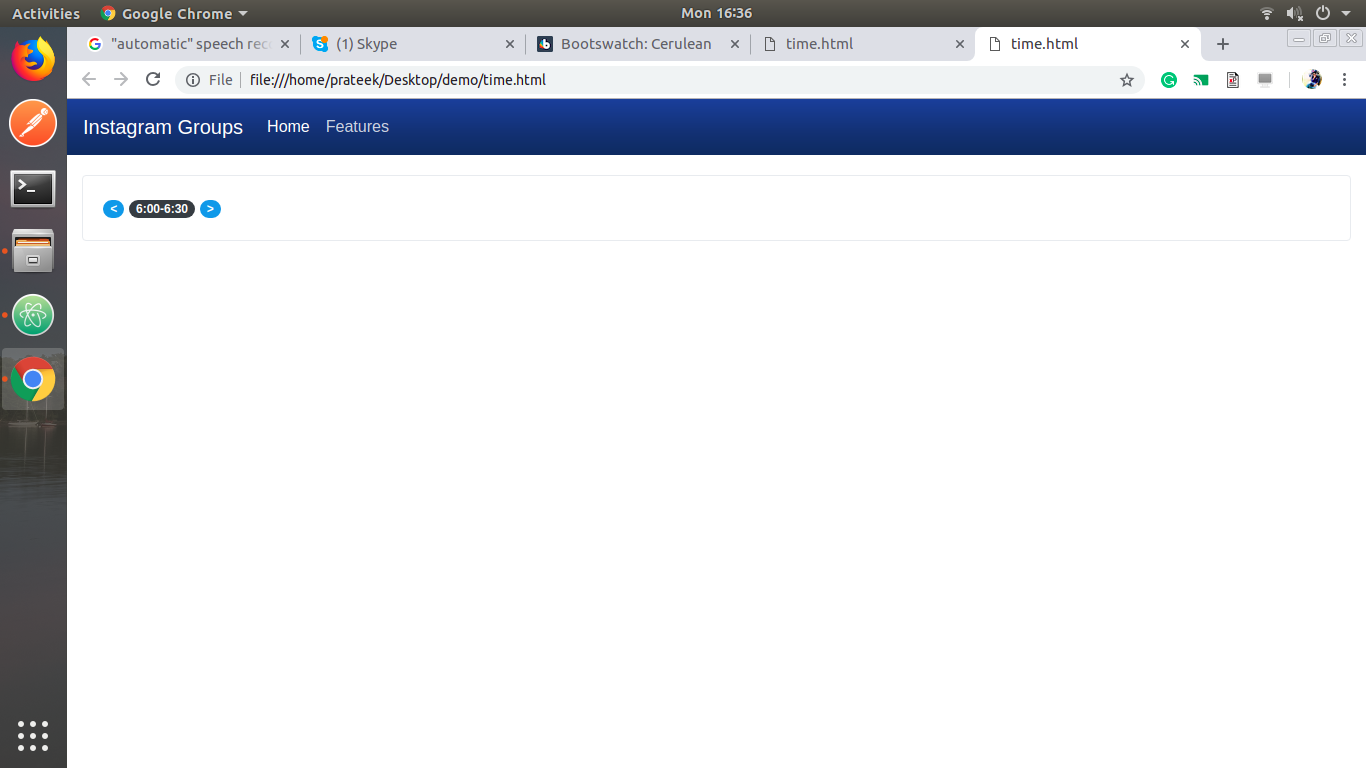 Activities Google Chrome Mon 16:36
"automatic" speech rec (1) Skype Bootswatch: Cerulean time.html time.html
File file:///home/prateek/Desktop/demo/time.html
Instagram Groups Home Features
< 6:00-6:30 >